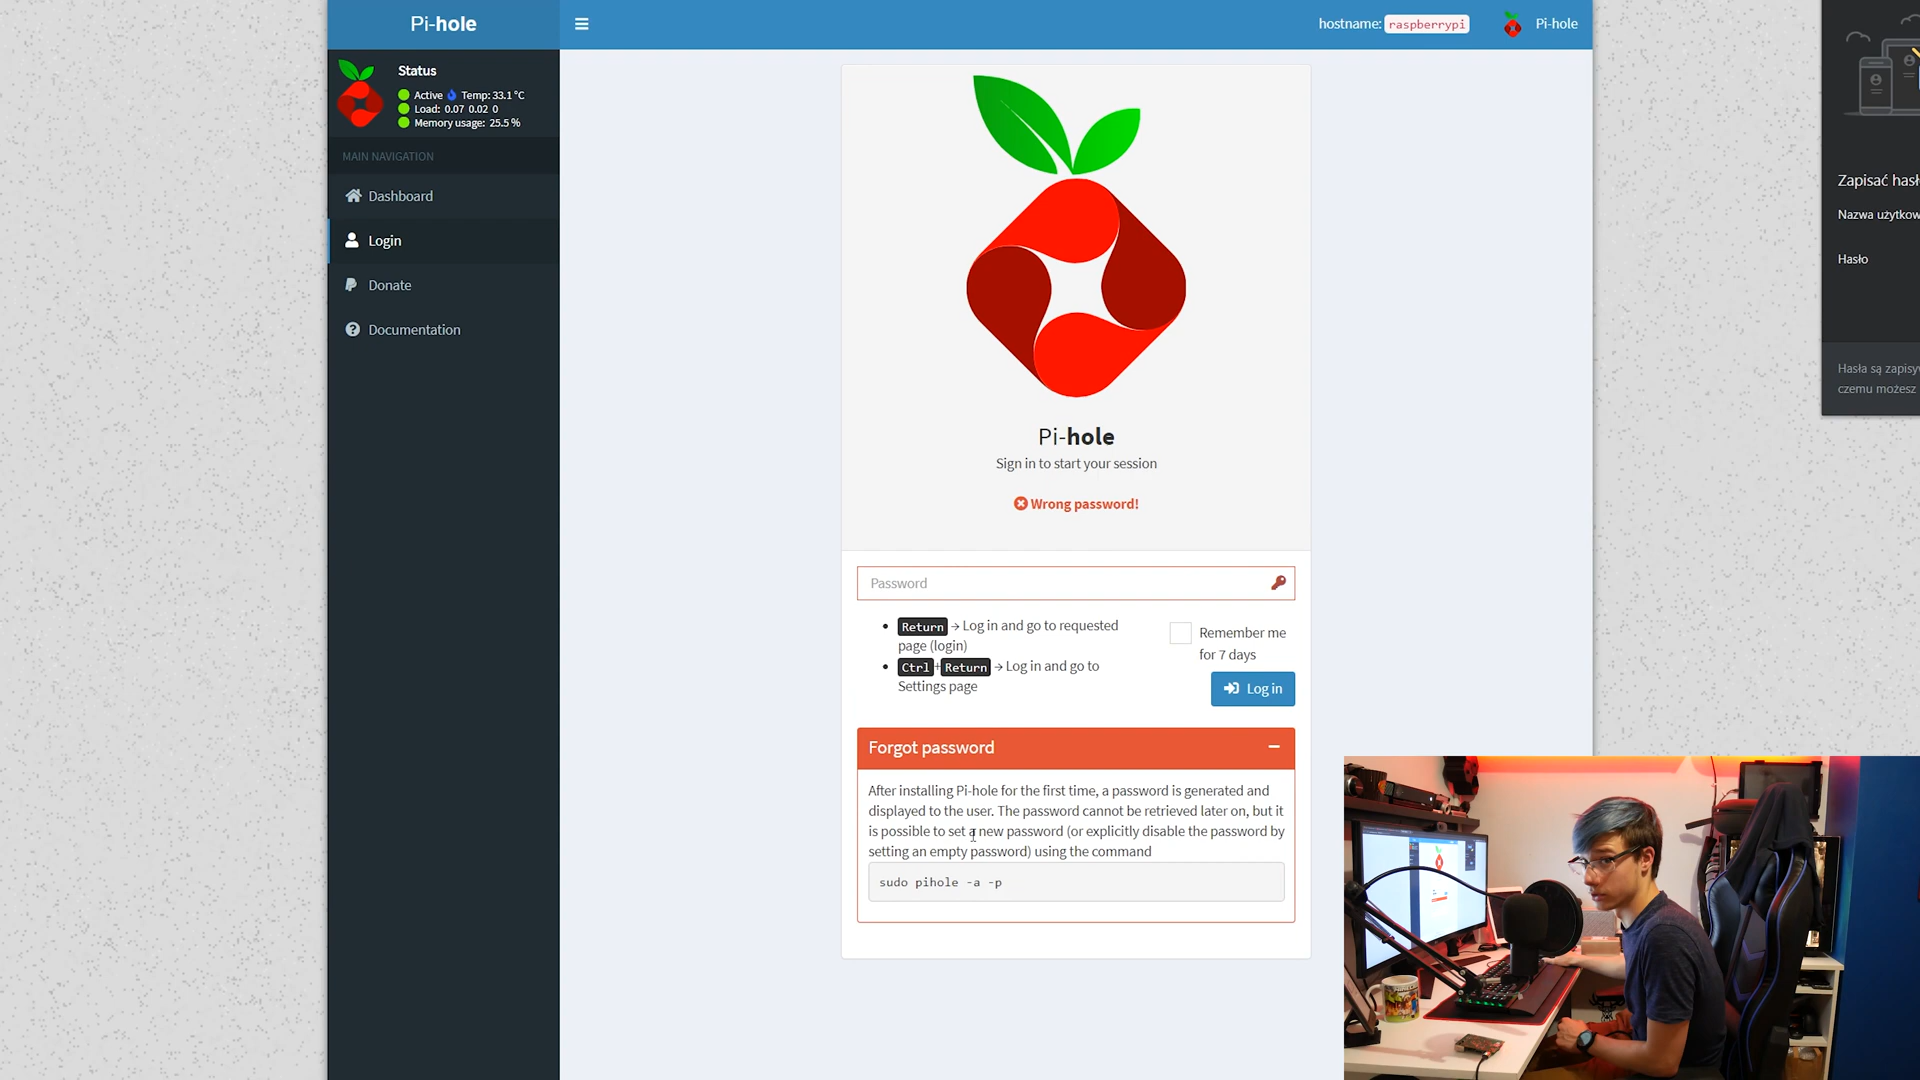 Pi-hole
hostname: raspberrypi
Pi-hole
Status
Active Temp: 33.1 °C
Load: 0.07 0.02 0
Memory usage: 25.5 %
MAIN NAVIGATION
Dashboard
Login
Donate
Documentation
Pi-hole
Sign in to start your session
Wrong password!
Password
Return → Log in and go to requested
page (login)
Ctrl+Return → Log in and go to
Settings page
Remember me
for 7 days
Log in
Forgot password
After installing Pi-hole for the first time, a password is generated and
displayed to the user. The password cannot be retrieved later on, but it
is possible to set a new password (or explicitly disable the password by
setting an empty password) using the command
sudo pihole -a -p
Zapisać hasł
Nazwa użytkow
Hasło
Hasła są zapisy
czemu możesz